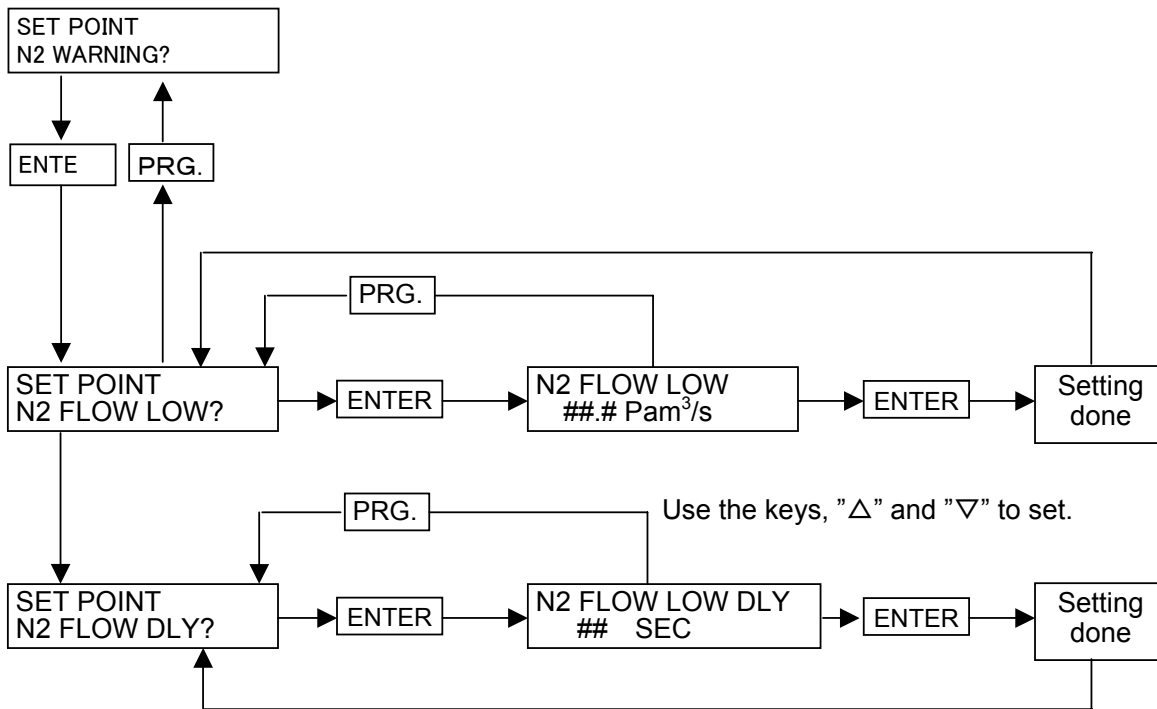 SET POINT
N2 WARNING?
ENTE
PRG.
PRG.
SET POINT
N2 FLOW LOW?
ENTER
N2 FLOW LOW
##.# Pam³/s
ENTER
Setting
done
PRG.
Use the keys, ”△” and ”▽” to set.
SET POINT
N2 FLOW DLY?
ENTER
N2 FLOW LOW DLY
## SEC
ENTER
Setting
done